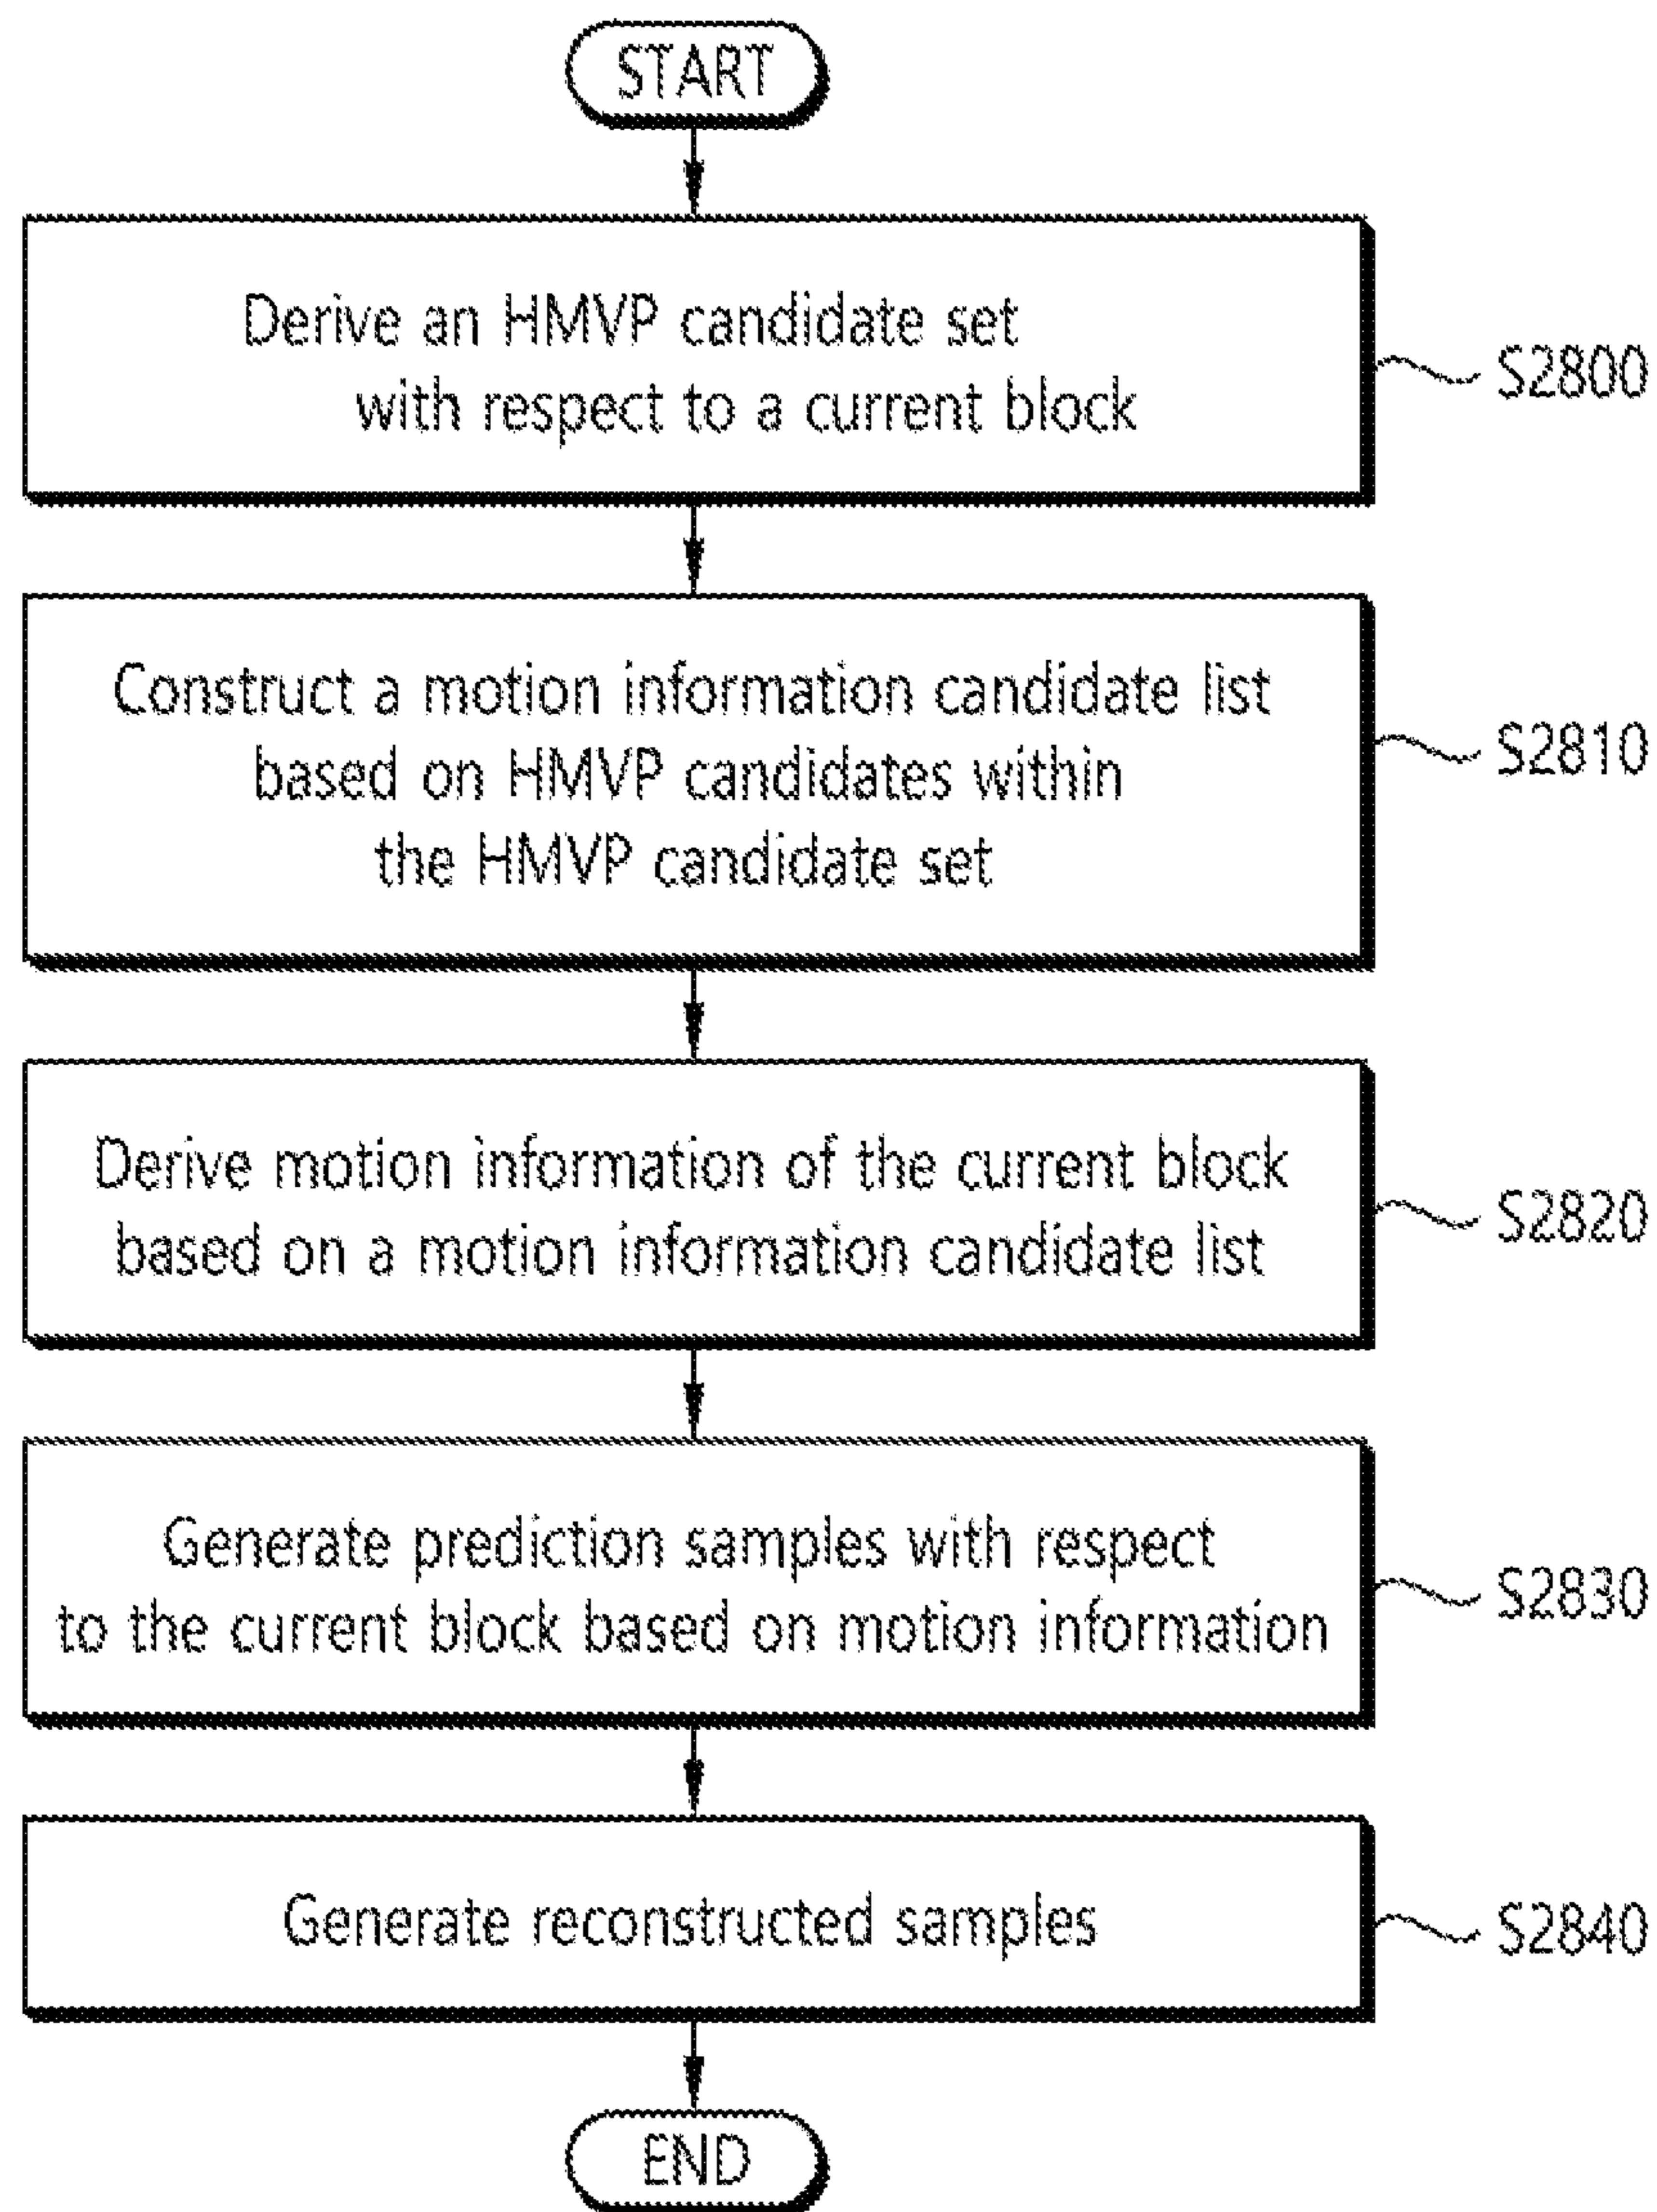 START
Derive an HMVP candidate set
with respect to a current block
S2800
Construct a motion information candidate list
based on HMVP candidates within
the HMVP candidate set
S2810
Derive motion information of the current block
based on a motion information candidate list
S2820
Generate prediction samples with respect
to the current block based on motion information
S2830
Generate reconstructed samples
S2840
END